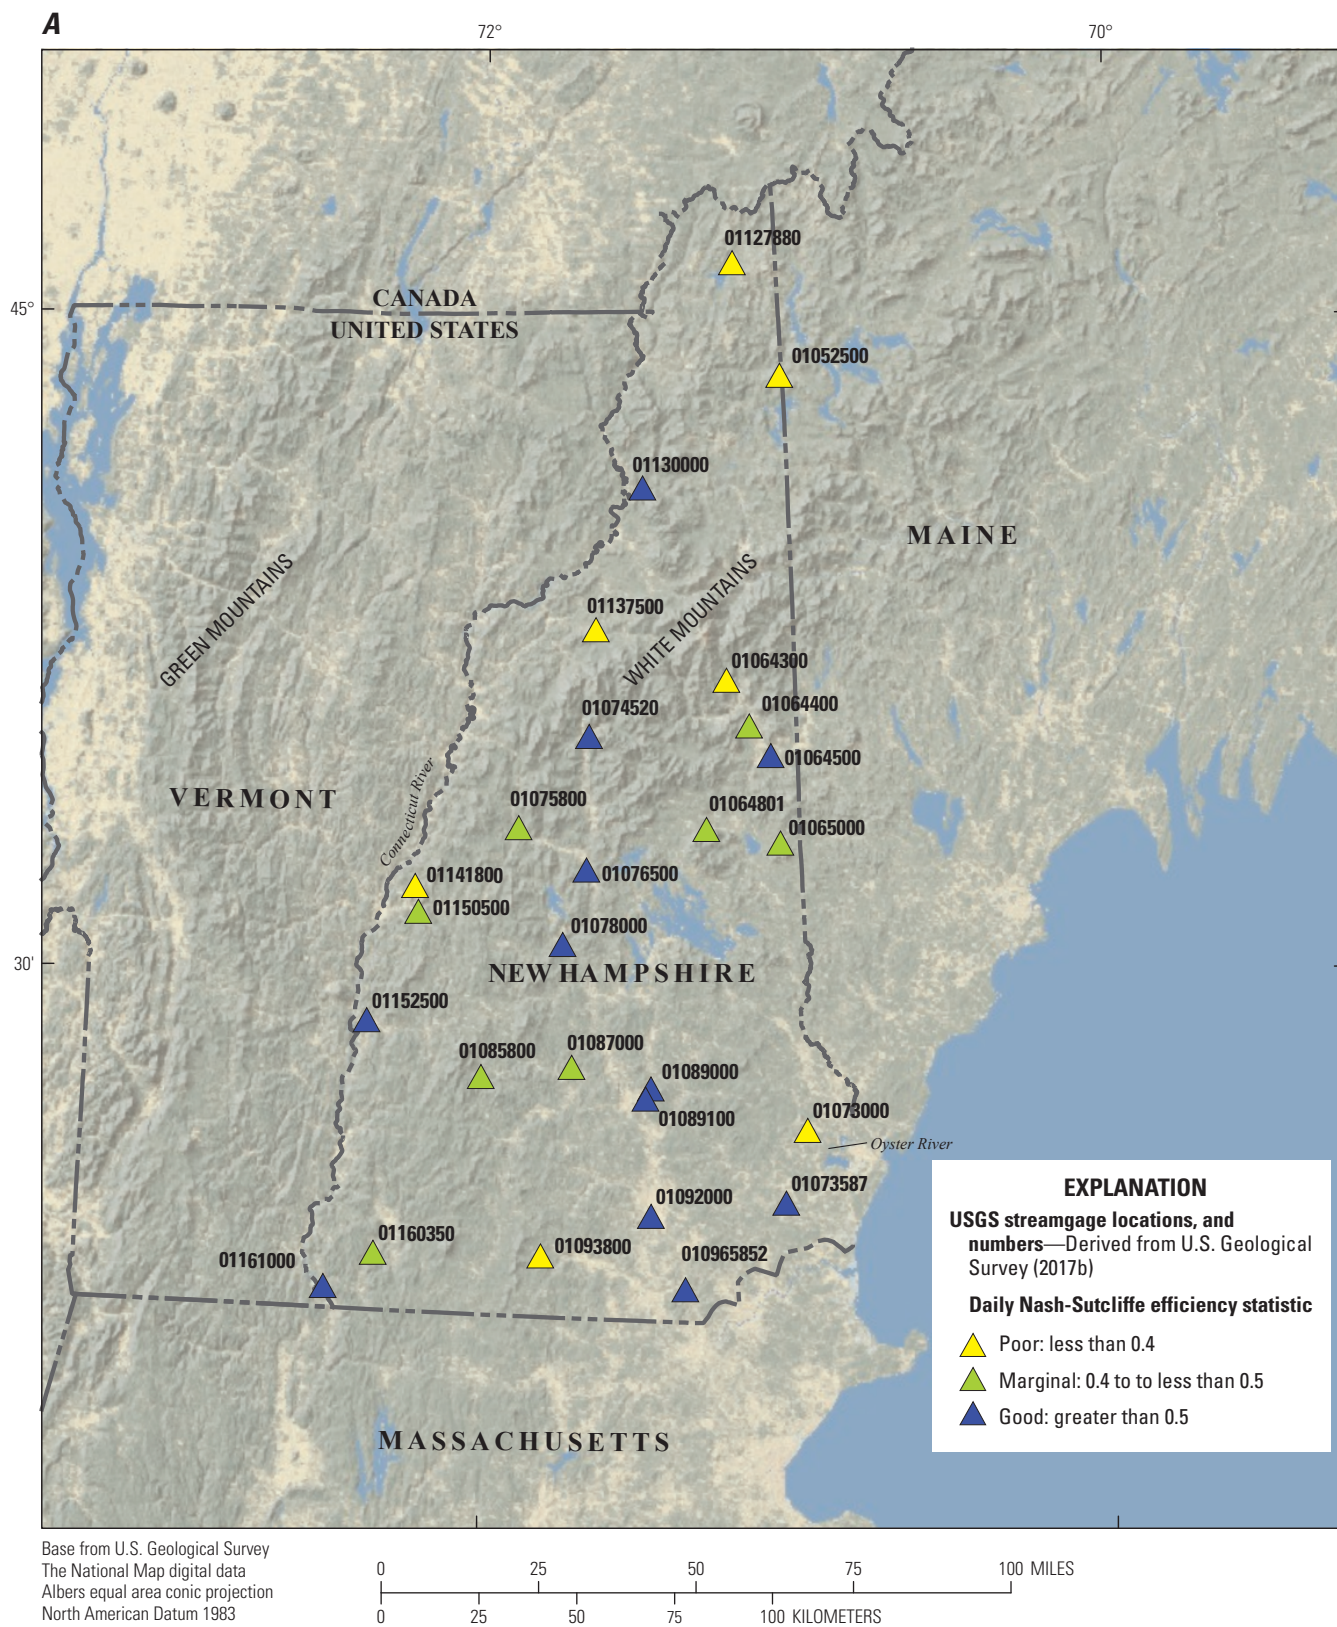 A
72°
70°
01127880
45°
CANADA
UNITED STATES
01052500
01130000
MAINE
GREEN MOUNTAINS
WHITE MOUNTAINS
01137500
01064300
01074520
01064400
01064500
Connecticut River
VERMONT
01075800
01064801
01065000
01141800
01076500
01150500
01078000
30'
NEW HAMPSHIRE
01152500
01085800
01087000
01089000
01089100
01073000
Oyster River
01073587
01092000
01160350
01093800
010965852
01161000
MASSACHUSETTS
EXPLANATION
USGS streamgage locations, and
numbers—Derived from U.S. Geological
Survey (2017b)
Daily Nash-Sutcliffe efficiency statistic
Poor: less than 0.4
Marginal: 0.4 to to less than 0.5
Good: greater than 0.5
Base from U.S. Geological Survey
The National Map digital data
Albers equal area conic projection
North American Datum 1983
0 25 50 75 100 MILES
0 25 50 75 100 KILOMETERS